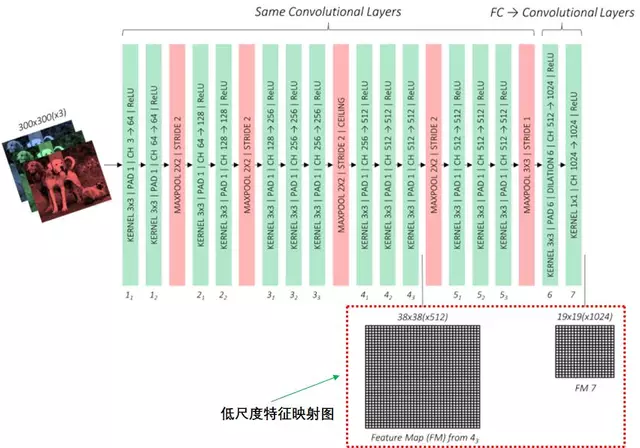 Same Convolutional Layers
FC → Convolutional Layers
300x300(x3)
KERNEL 3x3 | PAD 1 | CH 3 → 64 | ReLU
KERNEL 3x3 | PAD 1 | CH 64 → 64 | ReLU
MAXPOOL 2X2 | STRIDE 2
KERNEL 3x3 | PAD 1 | CH 64 → 128 | ReLU
KERNEL 3x3 | PAD 1 | CH 128 → 128 | ReLU
MAXPOOL 2X2 | STRIDE 2
KERNEL 3x3 | PAD 1 | CH 128 → 256 | ReLU
KERNEL 3x3 | PAD 1 | CH 256 → 256 | ReLU
KERNEL 3x3 | PAD 1 | CH 256 → 256 | ReLU
MAXPOOL 2X2 | STRIDE 2 | CEILING
KERNEL 3x3 | PAD 1 | CH 256 → 512 | ReLU
KERNEL 3x3 | PAD 1 | CH 512 → 512 | ReLU
KERNEL 3x3 | PAD 1 | CH 512 → 512 | ReLU
MAXPOOL 2X2 | STRIDE 2
KERNEL 3x3 | PAD 1 | CH 512 → 512 | ReLU
KERNEL 3x3 | PAD 1 | CH 512 → 512 | ReLU
KERNEL 3x3 | PAD 1 | CH 512 → 512 | ReLU
MAXPOOL 3X3 | STRIDE 1
KERNEL 3x3 | PAD 6 | DILATION 6 | CH 512 → 1024 | ReLU
KERNEL 1x1 | CH 1024 → 1024 | ReLU
1₁ 1₂ 2₁ 2₂ 3₁ 3₂ 3₃ 4₁ 4₂ 4₃ 5₁ 5₂ 5₃ 6 7
38x38(x512)
19x19(x1024)
低尺度特征映射图
FM 7
Feature Map (FM) from 4₃